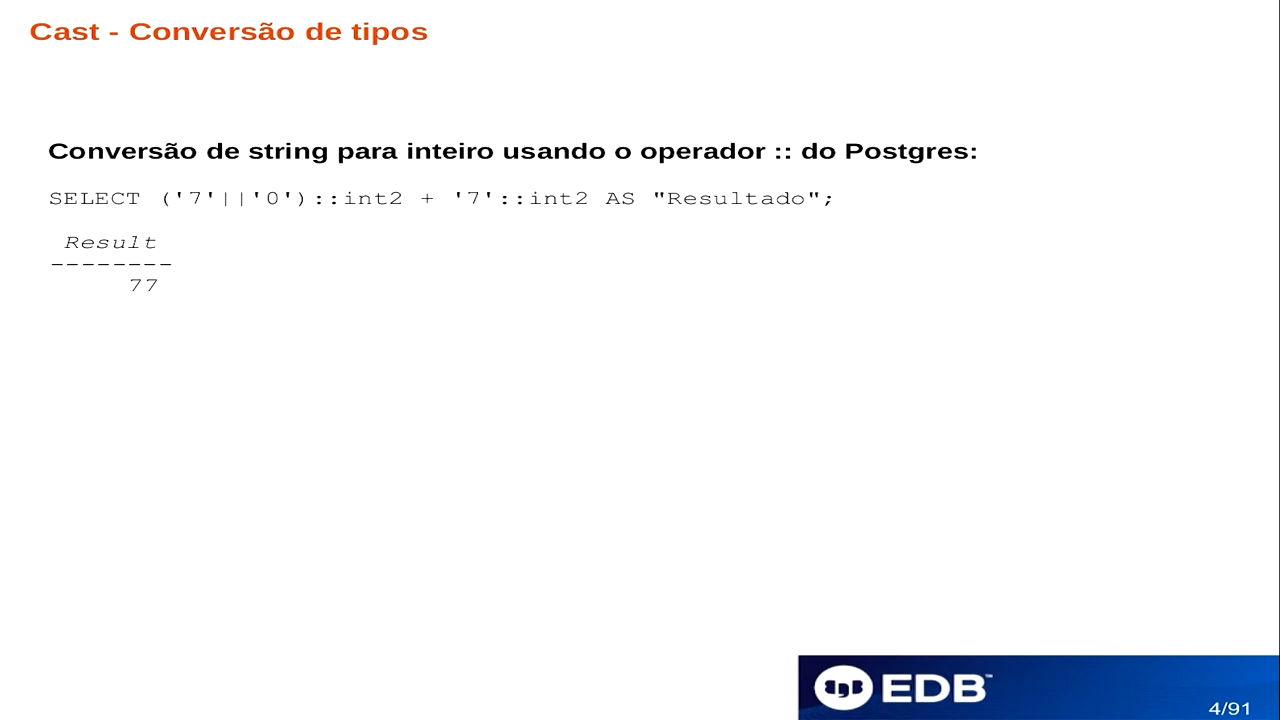 Cast - Conversão de tipos
Conversão de string para inteiro usando o operador :: do Postgres:
SELECT ('7'||'0')::int2 + '7'::int2 AS "Resultado";
Result
--------
77
EDB™
4/91